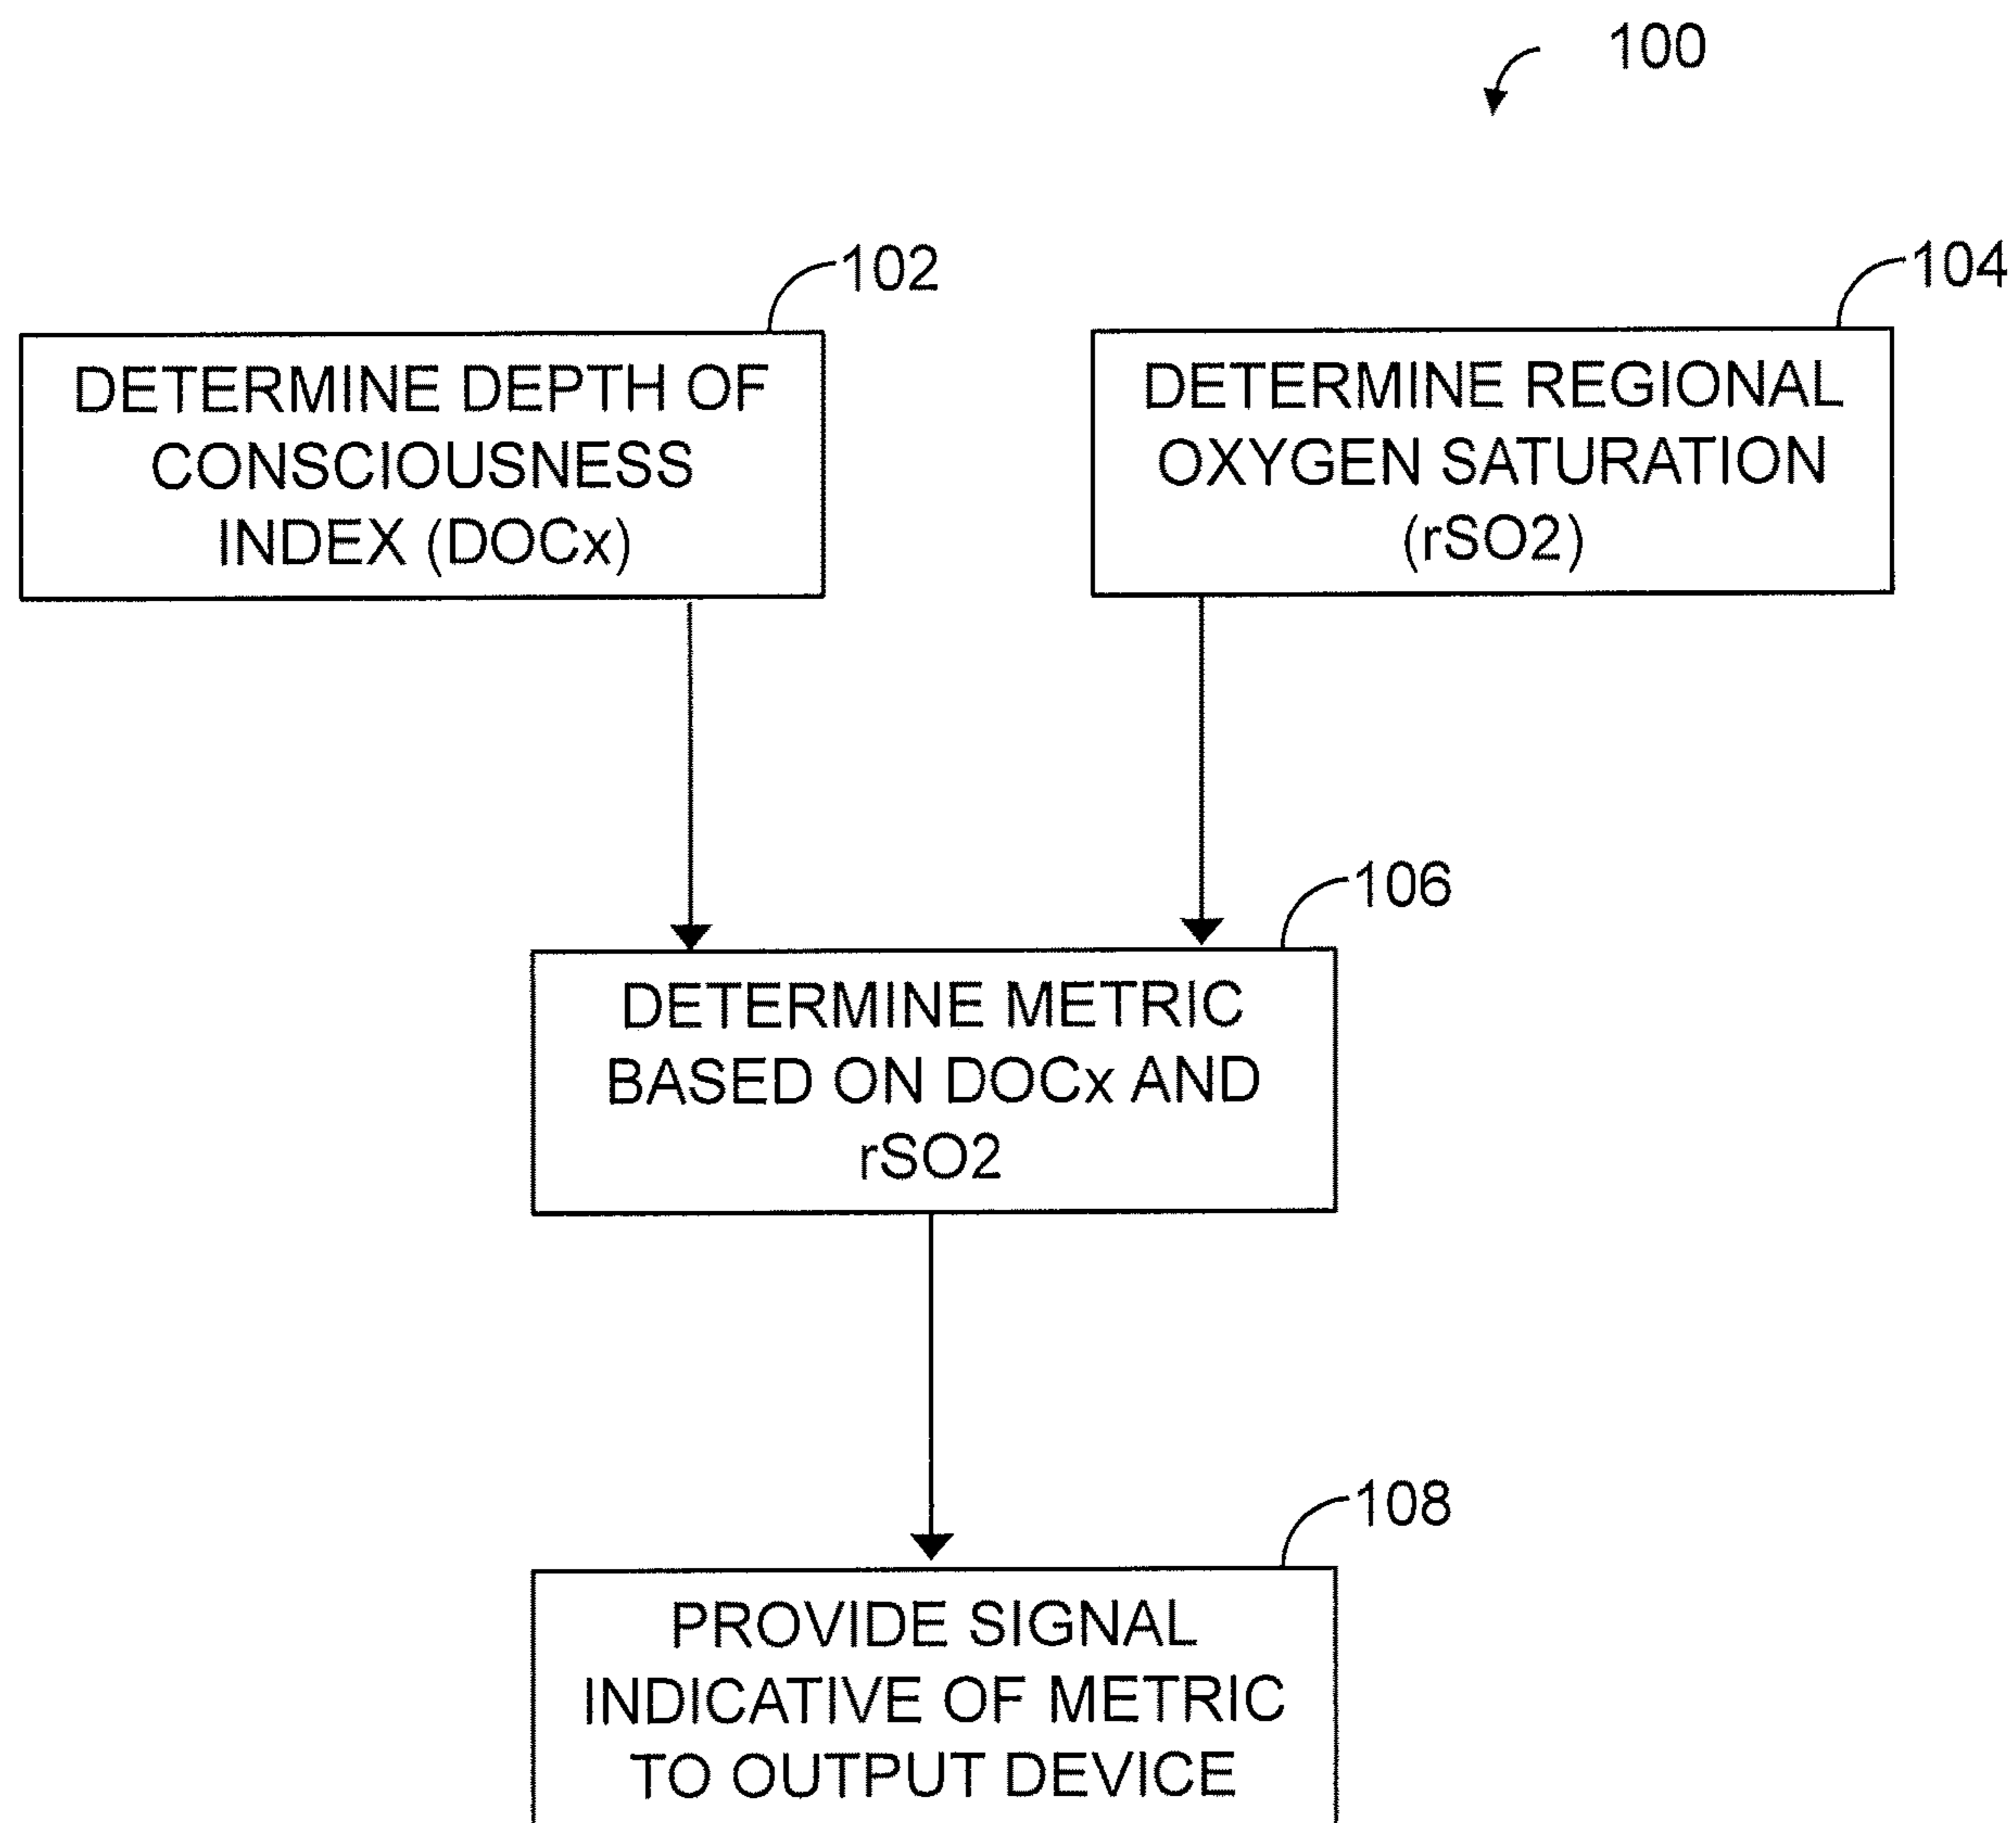 100
102
DETERMINE DEPTH OF
CONSCIOUSNESS
INDEX (DOCx)
104
DETERMINE REGIONAL
OXYGEN SATURATION
(rSO2)
106
DETERMINE METRIC
BASED ON DOCx AND
rSO2
108
PROVIDE SIGNAL
INDICATIVE OF METRIC
TO OUTPUT DEVICE